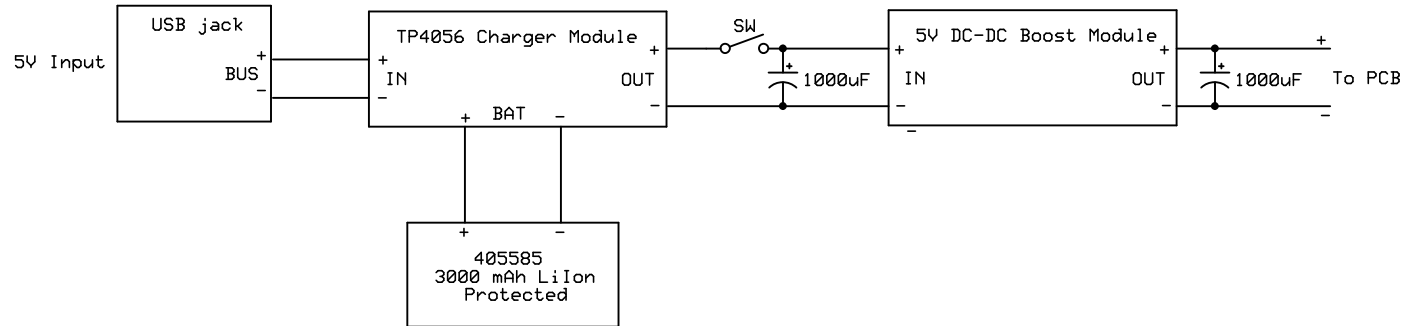 5V Input
USB jack
+
BUS
-
TP4056 Charger Module
+
IN
-
+
OUT
-
+ BAT -
+ -
405585
3000 mAh LiIon
Protected
SW
+
1000uF
5V DC-DC Boost Module
+
IN
-
-
+
OUT
-
+
1000uF
+
To PCB
-